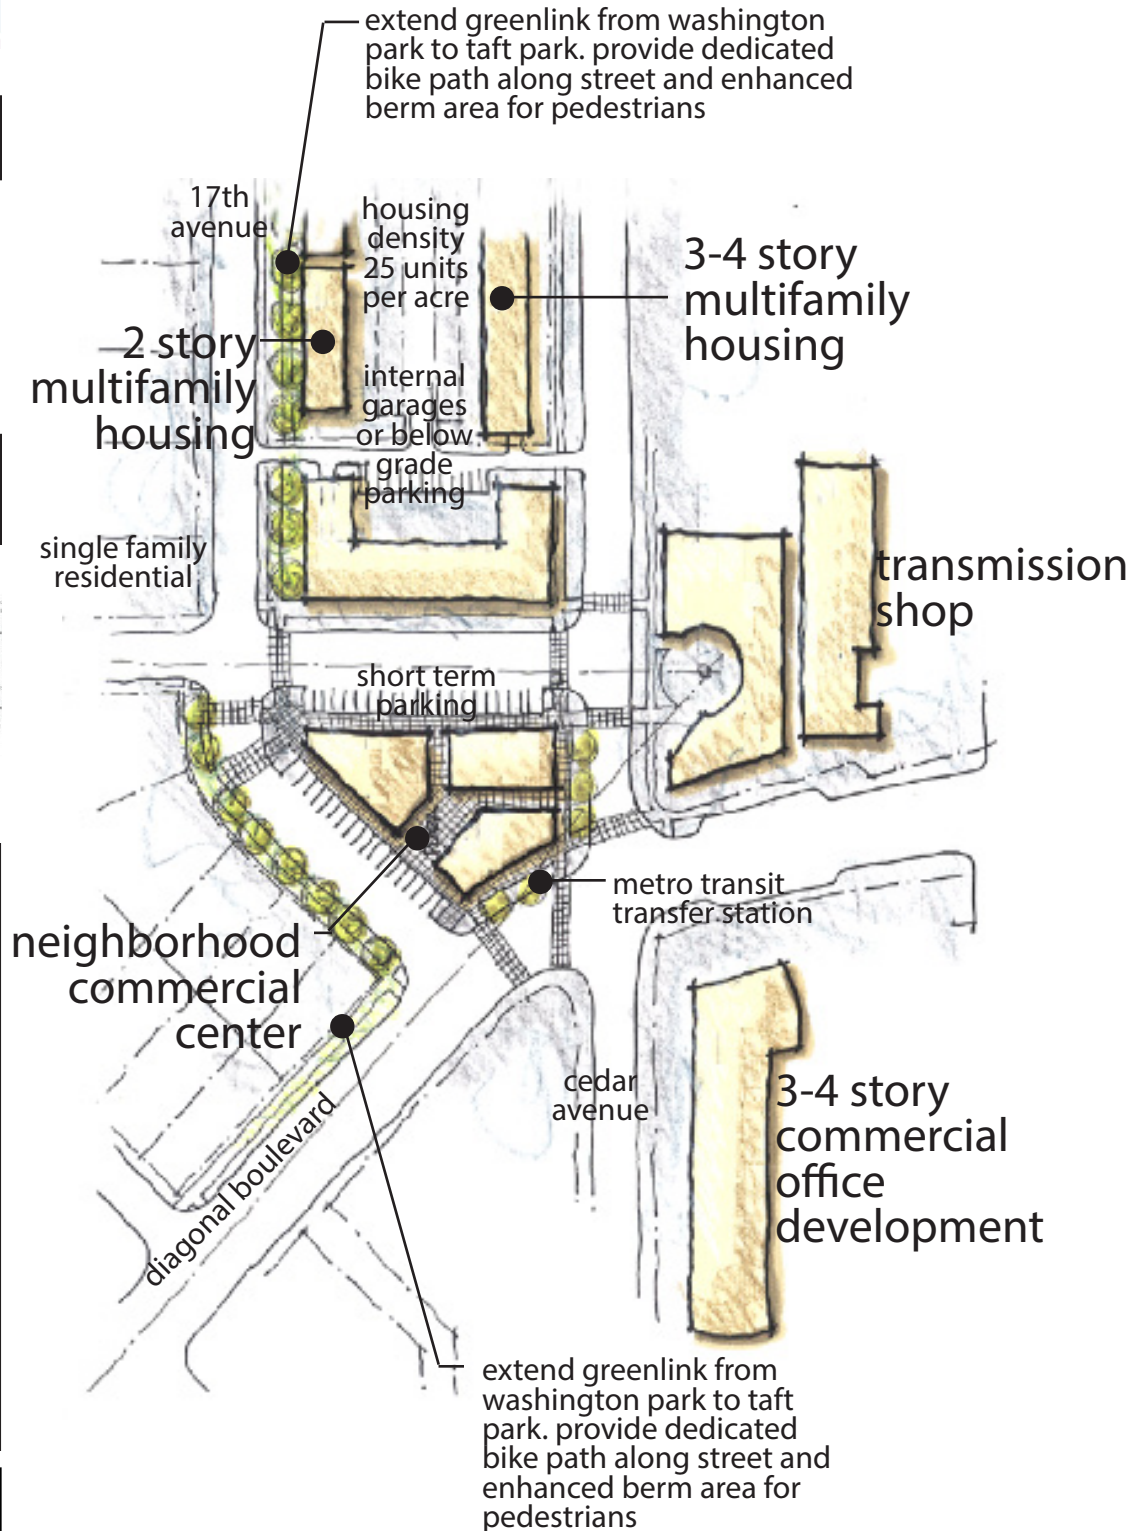 extend greenlink from washington
park to taft park. provide dedicated
bike path along street and enhanced
berm area for pedestrians
17th
avenue
housing
density
25 units
per acre
3-4 story
multifamily
housing
2 story
multifamily
housing
internal
garages
or below
grade
parking
single family
residential
transmission
shop
short term
parking
metro transit
transfer station
neighborhood
commercial
center
cedar
avenue
3-4 story
commercial
office
development
diagonal boulevard
extend greenlink from
washington park to taft
park. provide dedicated
bike path along street and
enhanced berm area for
pedestrians